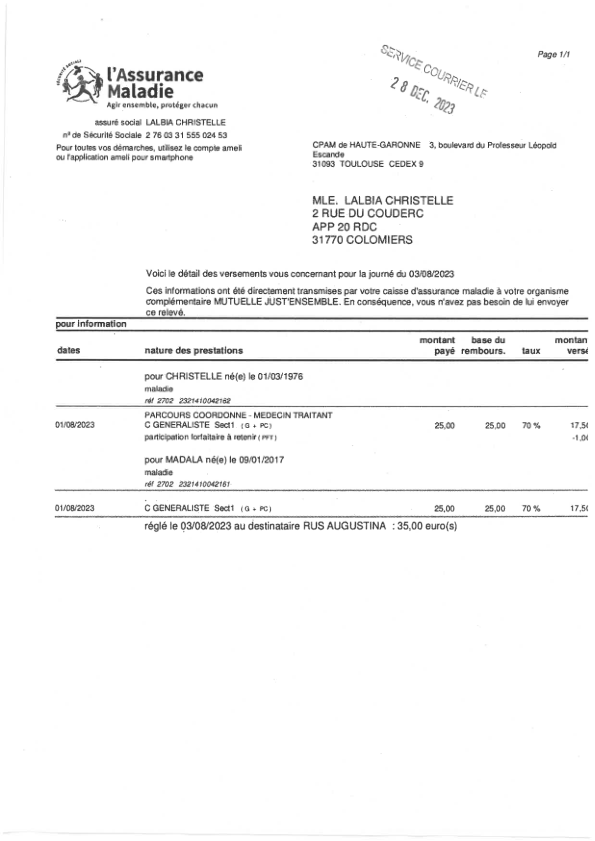 Page 1/1
SÉCURITÉ SOCIALE
l'Assurance
Maladie
Agir ensemble, protéger chacun
SERVICE COURRIER LE
28 DEC. 2023
assuré social LALBIA CHRISTELLE
n° de Sécurité Sociale 2 76 03 31 555 024 53
Pour toutes vos démarches, utilisez le compte ameli
ou l'application ameli pour smartphone
CPAM de HAUTE-GARONNE 3, boulevard du Professeur Léopold
Escande
31093 TOULOUSE CEDEX 9
MLE. LALBIA CHRISTELLE
2 RUE DU COUDERC
APP 20 RDC
31770 COLOMIERS
Voici le détail des versements vous concernant pour la journé du 03/08/2023
Ces informations ont été directement transmises par votre caisse d'assurance maladie à votre organisme
complémentaire MUTUELLE JUST'ENSEMBLE. En conséquence, vous n'avez pas besoin de lui envoyer
ce relevé.
pour information
dates nature des prestations montant payé base du rembours. taux montan versé
pour CHRISTELLE né(e) le 01/03/1976
maladie
réf 2702 2321410042162
PARCOURS COORDONNE - MEDECIN TRAITANT
01/08/2023 C GENERALISTE Sect1 ( G + PC) 25,00 25,00 70 % 17,50
participation forfaitaire à retenir ( PFT ) -1,00
pour MADALA né(e) le 09/01/2017
maladie
réf 2702 2321410042161
01/08/2023 C GENERALISTE Sect1 ( G + PC) 25,00 25,00 70 % 17,50
réglé le 03/08/2023 au destinataire RUS AUGUSTINA : 35,00 euro(s)